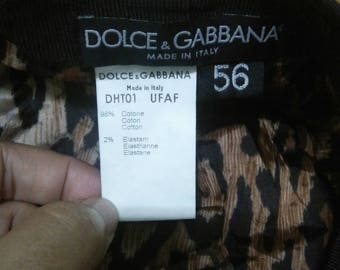 DOLCE & GABBANA
MADE IN ITALY
56
DOLCE&GABBANA
Made in Italy
DHT01 UFAF
98% Cotone
Coton
Cotton
2% Elastam
Elasthanne
Elastane